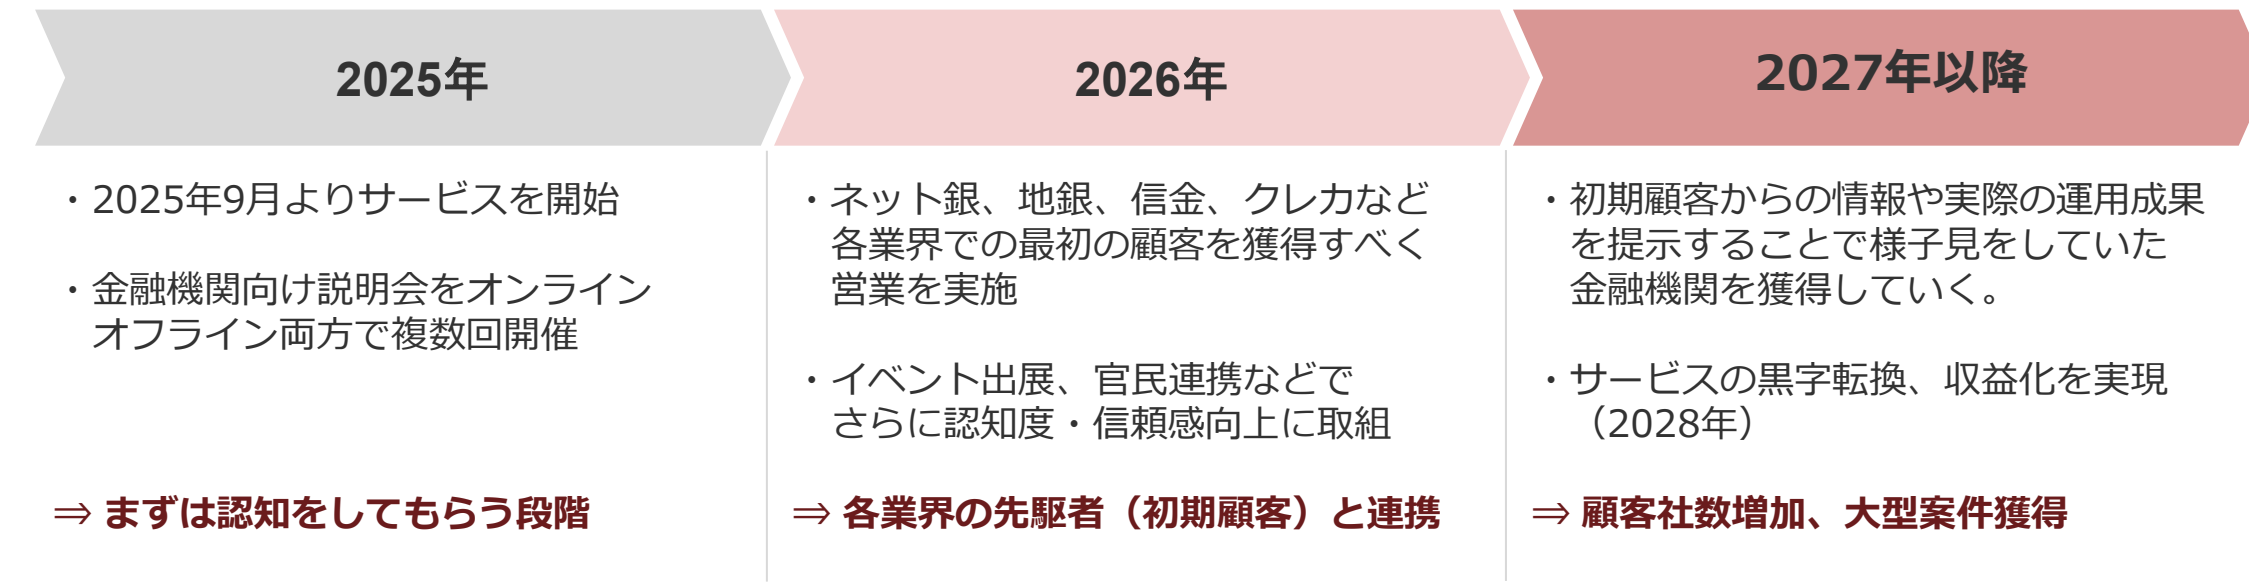 2025年
・2025年9月よりサービスを開始
・金融機関向け説明会をオンライン
オフライン両方で複数回開催
⇒ まずは認知をしてもらう段階
2026年
・ネット銀、地銀、信金、クレカなど
各業界での最初の顧客を獲得すべく
営業を実施
・イベント出展、官民連携などで
さらに認知度・信頼感向上に取組
⇒ 各業界の先駆者（初期顧客）と連携
2027年以降
・初期顧客からの情報や実際の運用成果
を提示することで様子見をしていた
金融機関を獲得していく。
・サービスの黒字転換、収益化を実現
（2028年）
⇒ 顧客社数増加、大型案件獲得